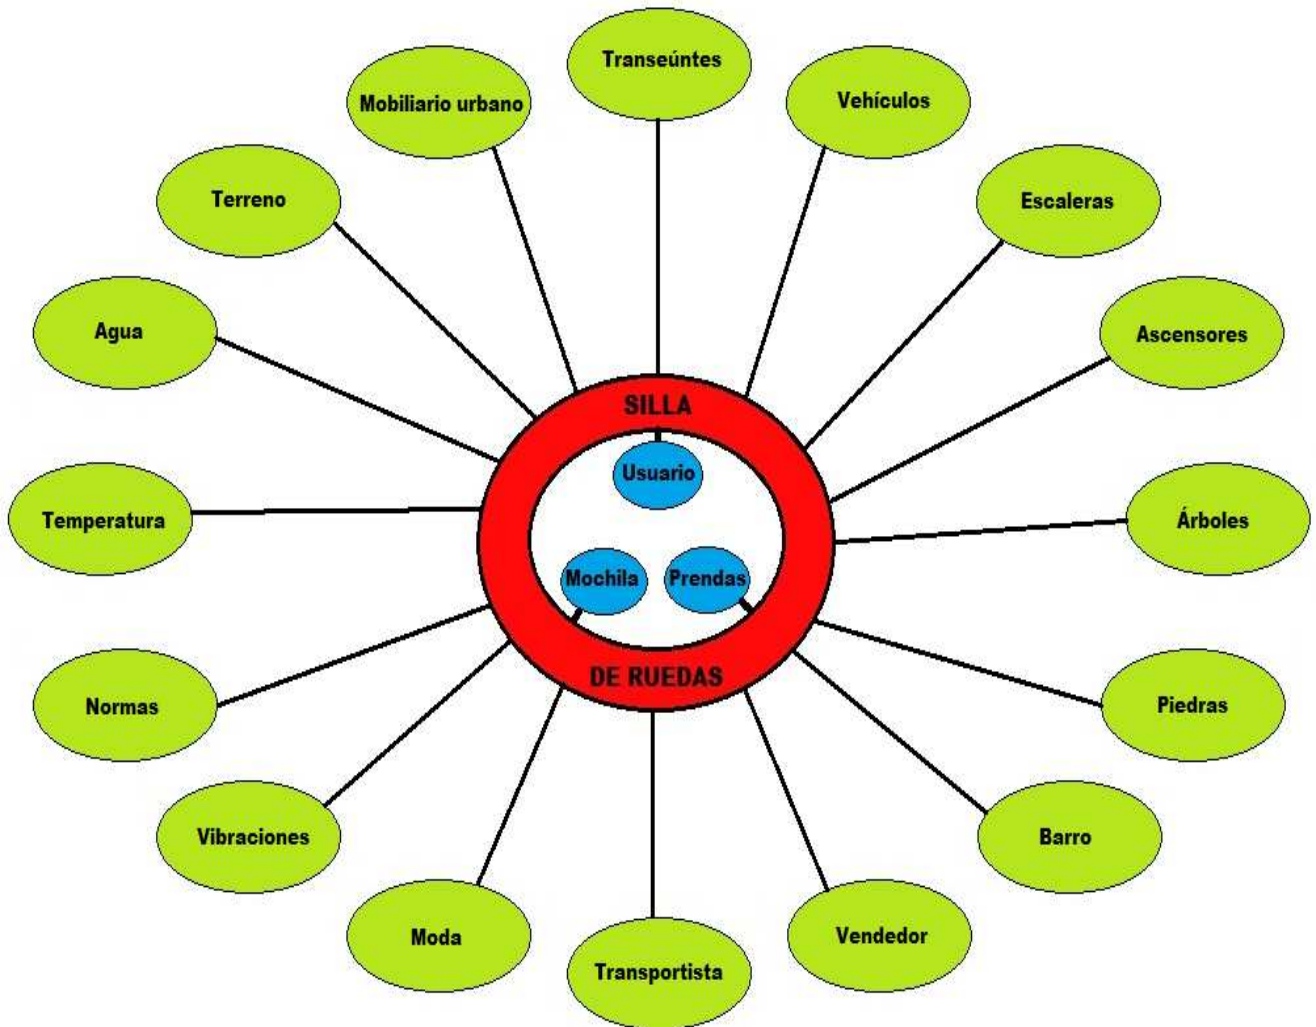 Transeúntes
Mobiliario urbano
Vehículos
Terreno
Escaleras
Agua
Ascensores
SILLA
Usuario
Temperatura
Árboles
Mochila
Prendas
DE RUEDAS
Normas
Piedras
Vibraciones
Barro
Moda
Vendedor
Transportista